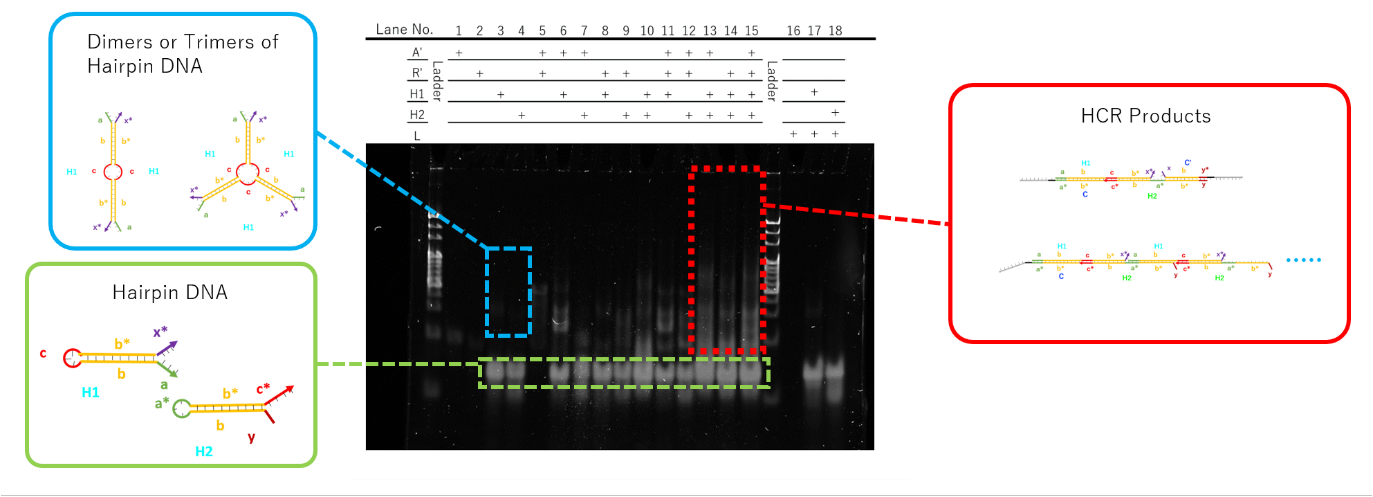 Dimers or Trimers of
Hairpin DNA
a x*
b b*
H1 c c H1
b* b
x* a
a x*
b b*
H1 H1
c c
b* c b
x* b b* a
a x*
H1
Hairpin DNA
x*
c b*
b a
H1
b* c*
a*
b
y
H2
Lane No. 1 2 3 4 5 6 7 8 9 10 11 12 13 14 15 16 17 18
A' + + + + + + + +
R' + + + + + + + +
H1 + + + + + + + +
H2 + + + + + + + +
L + + +
Ladder
Ladder
HCR Products
H1 C'
a b c b* x* x b y*
a* b* c* b a* b* y
C H2
H1 H1
a b c b* x* a b c b* x*
a* b* c* b a* b* y c* b a* b* y
C H2 H2